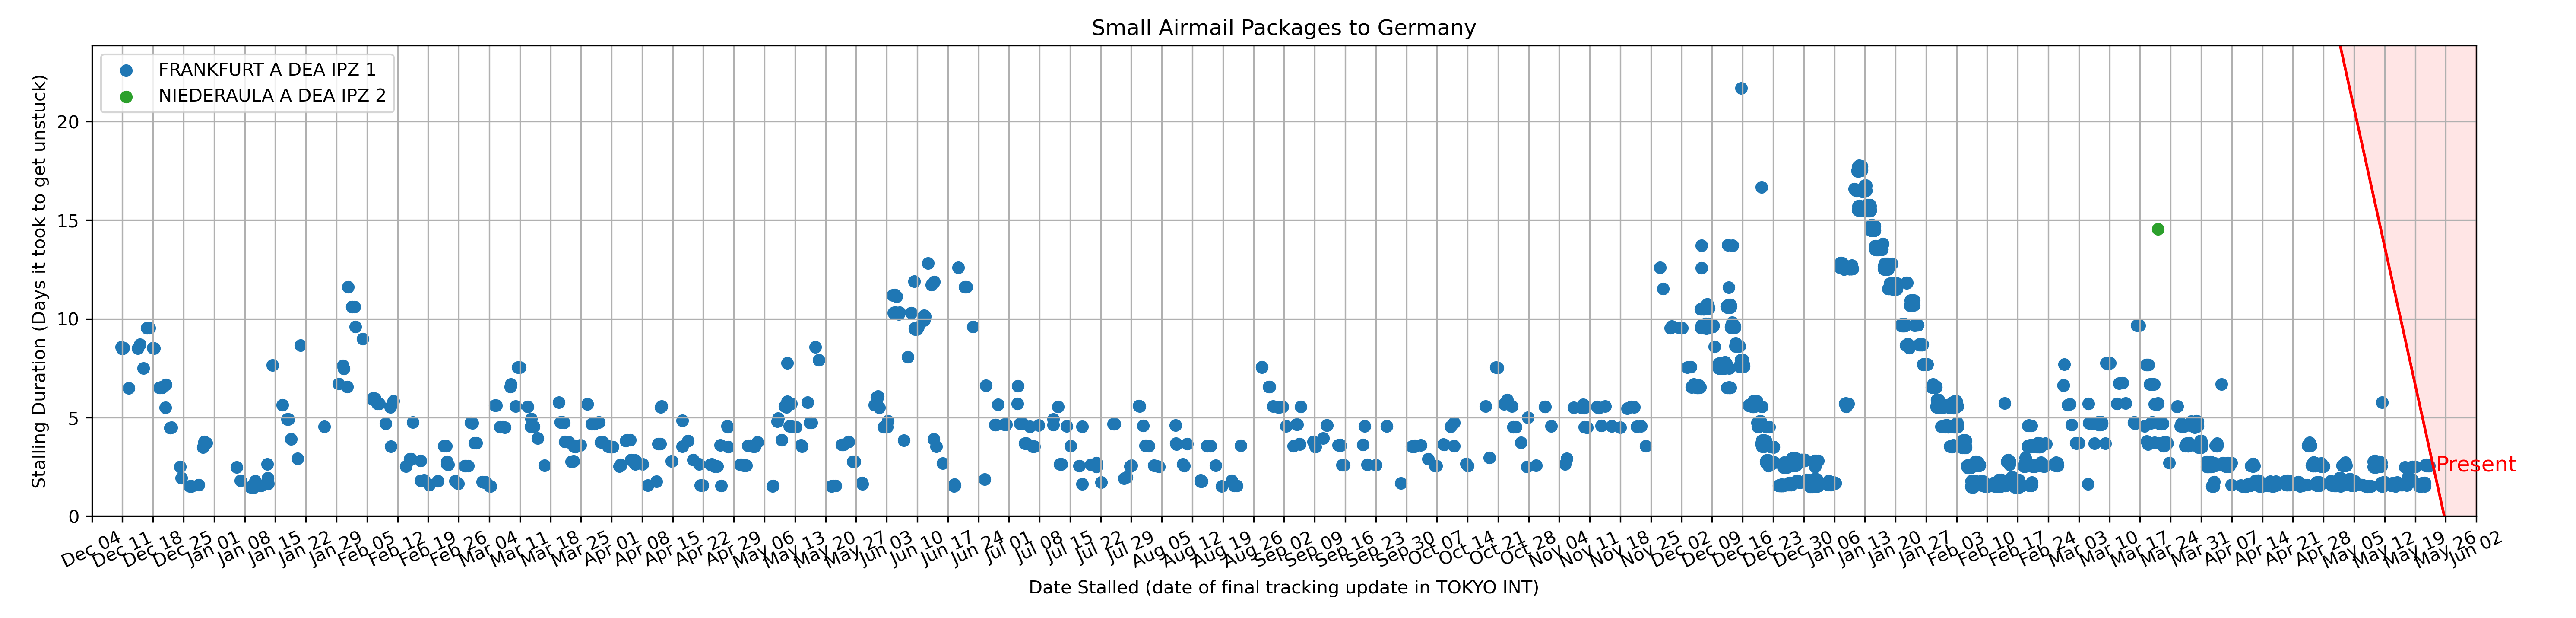 Small Airmail Packages to Germany
FRANKFURT A DEA IPZ 1
NIEDERAULA A DEA IPZ 2
Stalling Duration (Days it took to get unstuck)
20
15
10
5
0
Present
Dec 04
Dec 11
Dec 18
Dec 25
Jan 01
Jan 08
Jan 15
Jan 22
Jan 29
Feb 05
Feb 12
Feb 19
Feb 26
Mar 04
Mar 11
Mar 18
Mar 25
Apr 01
Apr 08
Apr 15
Apr 22
Apr 29
May 06
May 13
May 20
May 27
Jun 03
Jun 10
Jun 17
Jun 24
Jul 01
Jul 08
Jul 15
Jul 22
Jul 29
Aug 05
Aug 12
Aug 19
Aug 26
Sep 02
Sep 09
Sep 16
Sep 23
Sep 30
Oct 07
Oct 14
Oct 21
Oct 28
Nov 04
Nov 11
Nov 18
Nov 25
Dec 02
Dec 09
Dec 16
Dec 23
Dec 30
Jan 06
Jan 13
Jan 20
Jan 27
Feb 03
Feb 10
Feb 17
Feb 24
Mar 03
Mar 10
Mar 17
Mar 24
Mar 31
Apr 07
Apr 14
Apr 21
Apr 28
May 05
May 12
May 19
May 26
Jun 02
Date Stalled (date of final tracking update in TOKYO INT)